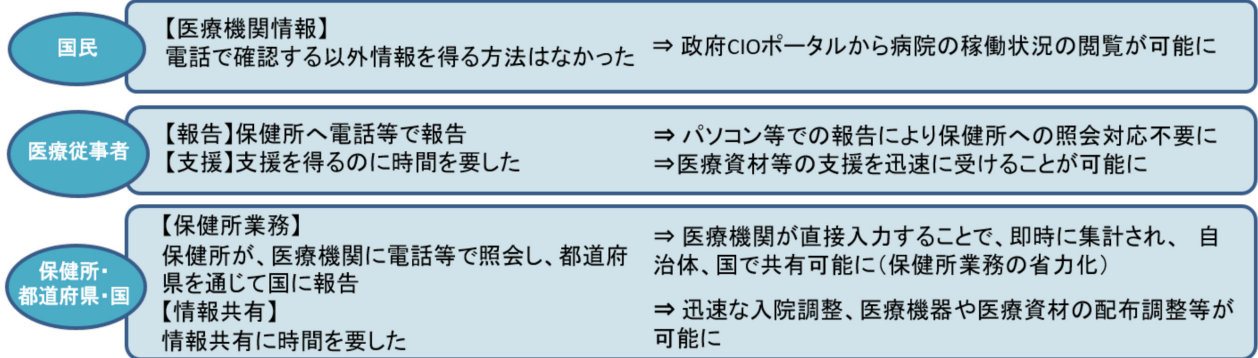 国民
【医療機関情報】
電話で確認する以外情報を得る方法はなかった
⇒ 政府CIOポータルから病院の稼働状況の閲覧が可能に
医療従事者
【報告】保健所へ電話等で報告
【支援】支援を得るのに時間を要した
⇒ パソコン等での報告により保健所への照会対応不要に
⇒医療資材等の支援を迅速に受けることが可能に
保健所・
都道府県・国
【保健所業務】
保健所が、医療機関に電話等で照会し、都道府
県を通じて国に報告
【情報共有】
情報共有に時間を要した
⇒ 医療機関が直接入力することで、即時に集計され、 自
治体、国で共有可能に（保健所業務の省力化）
⇒ 迅速な入院調整、医療機器や医療資材の配布調整等が
可能に